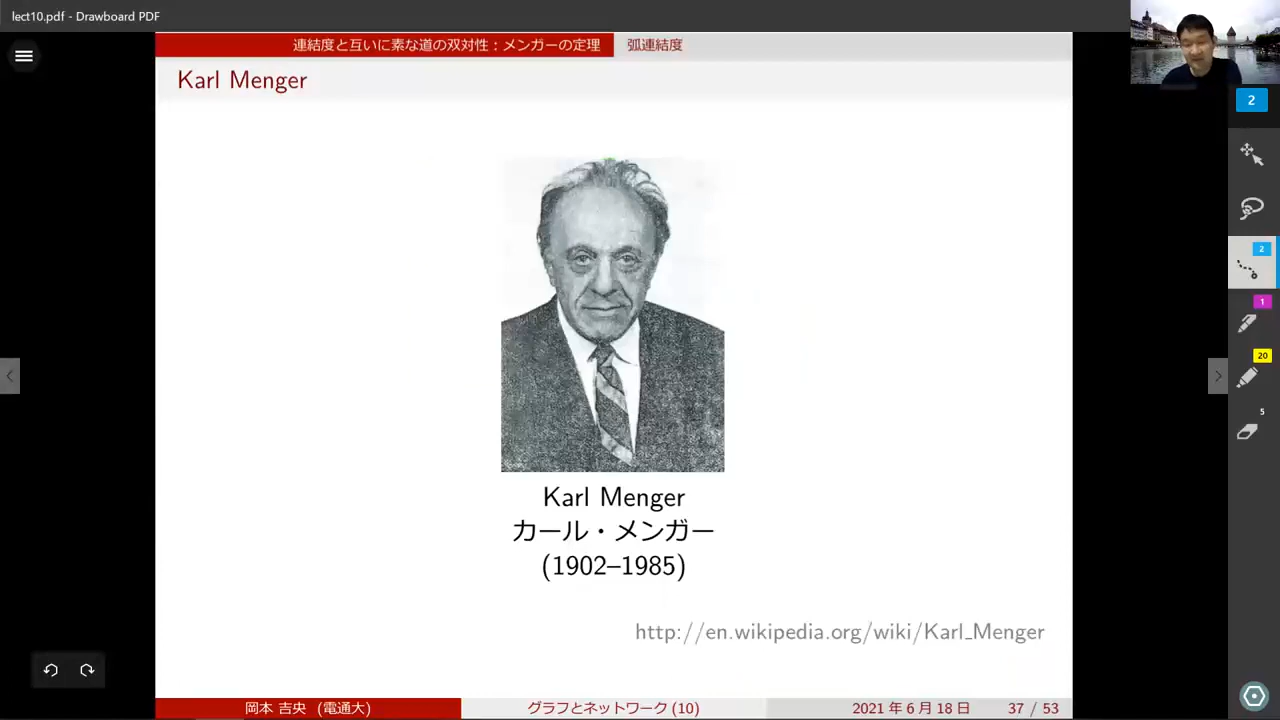 lect10.pdf - Drawboard PDF
連結度と互いに素な道の双対性：メンガーの定理 弧連結度
Karl Menger
2
2
1
20
5
Karl Menger
カール・メンガー
(1902–1985)
http://en.wikipedia.org/wiki/Karl_Menger
岡本 吉央 (電通大) グラフとネットワーク (10) 2021 年 6 月 18 日 37 / 53